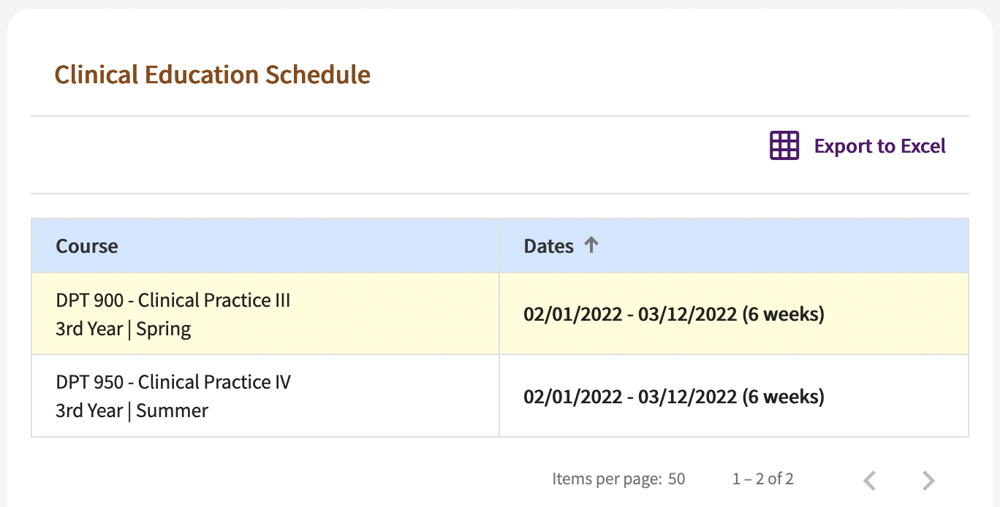 Clinical Education Schedule
Export to Excel
Course
Dates
DPT 900 - Clinical Practice III
3rd Year | Spring
02/01/2022 - 03/12/2022 (6 weeks)
DPT 950 - Clinical Practice IV
3rd Year | Summer
02/01/2022 - 03/12/2022 (6 weeks)
Items per page: 50
1 – 2 of 2